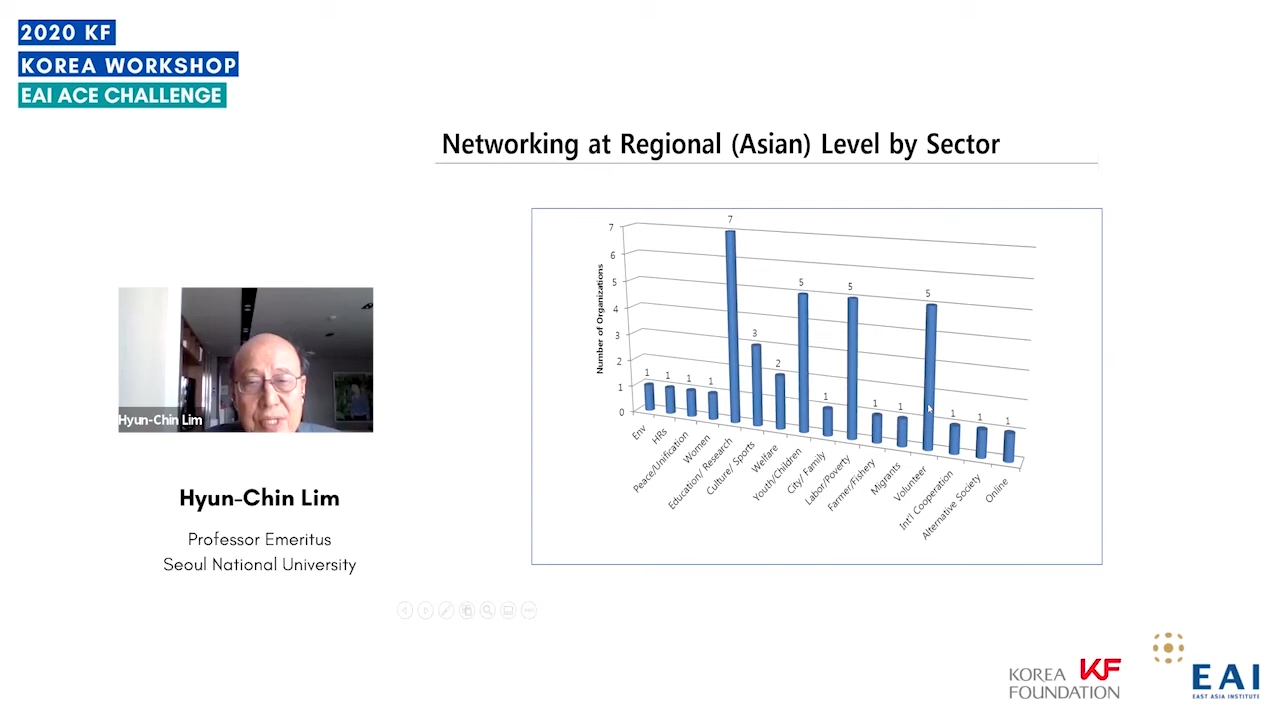 2020 KF
KOREA WORKSHOP
EAI ACE CHALLENGE
Networking at Regional (Asian) Level by Sector
Number of Organizations
7
6
5
4
3
2
1
0
1
1
1
1
7
3
2
5
1
5
1
1
5
1
1
1
Env
HRs
Peace/Unification
Women
Education/ Research
Culture/ Sports
Welfare
Youth/Children
City/ Family
Labor/Poverty
Farmer/Fishery
Migrants
Volunteer
Int'l Cooperation
Alternative Society
Online
Hyun-Chin Lim
Hyun-Chin Lim
Professor Emeritus
Seoul National University
KOREA KF
FOUNDATION
EAI
EAST ASIA INSTITUTE